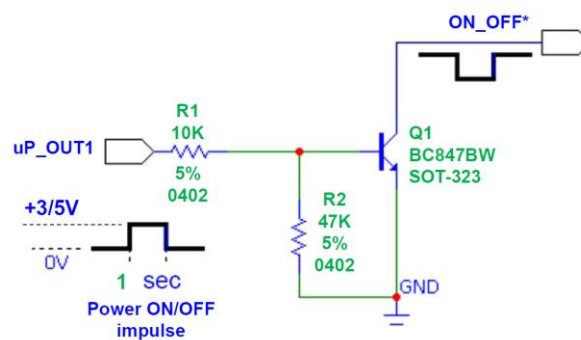 ON_OFF*
R1
10K
5%
0402
uP_OUT1
Q1
BC847BW
SOT-323
R2
47K
5%
0402
+3/5V
0V
1 sec
Power ON/OFF
impulse
GND